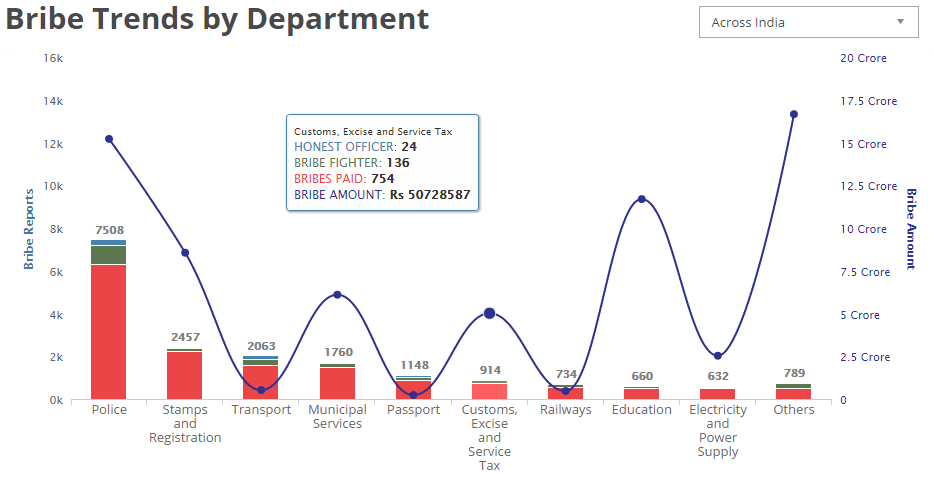 Bribe Trends by Department
Across India
16k
14k
12k
10k
8k
6k
4k
2k
0k
Bribe Reports
20 Crore
17.5 Crore
15 Crore
12.5 Crore
10 Crore
7.5 Crore
5 Crore
2.5 Crore
0
Bribe Amount
Customs, Excise and Service Tax
HONEST OFFICER: 24
BRIBE FIGHTER: 136
BRIBES PAID: 754
BRIBE AMOUNT: Rs 50728587
7508
2457
2063
1760
1148
914
734
660
632
789
Police
Stamps
and
Registration
Transport
Municipal
Services
Passport
Customs,
Excise
and
Service
Tax
Railways
Education
Electricity
and
Power
Supply
Others